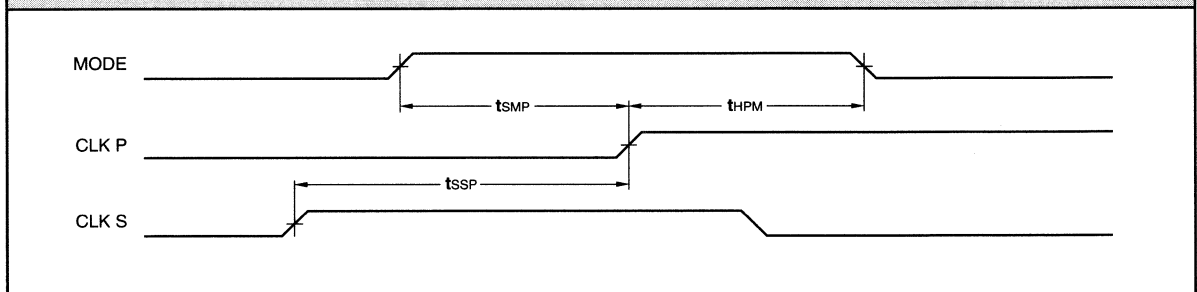 MODE
tSMP
tHPM
CLK P
tSSP
CLK S